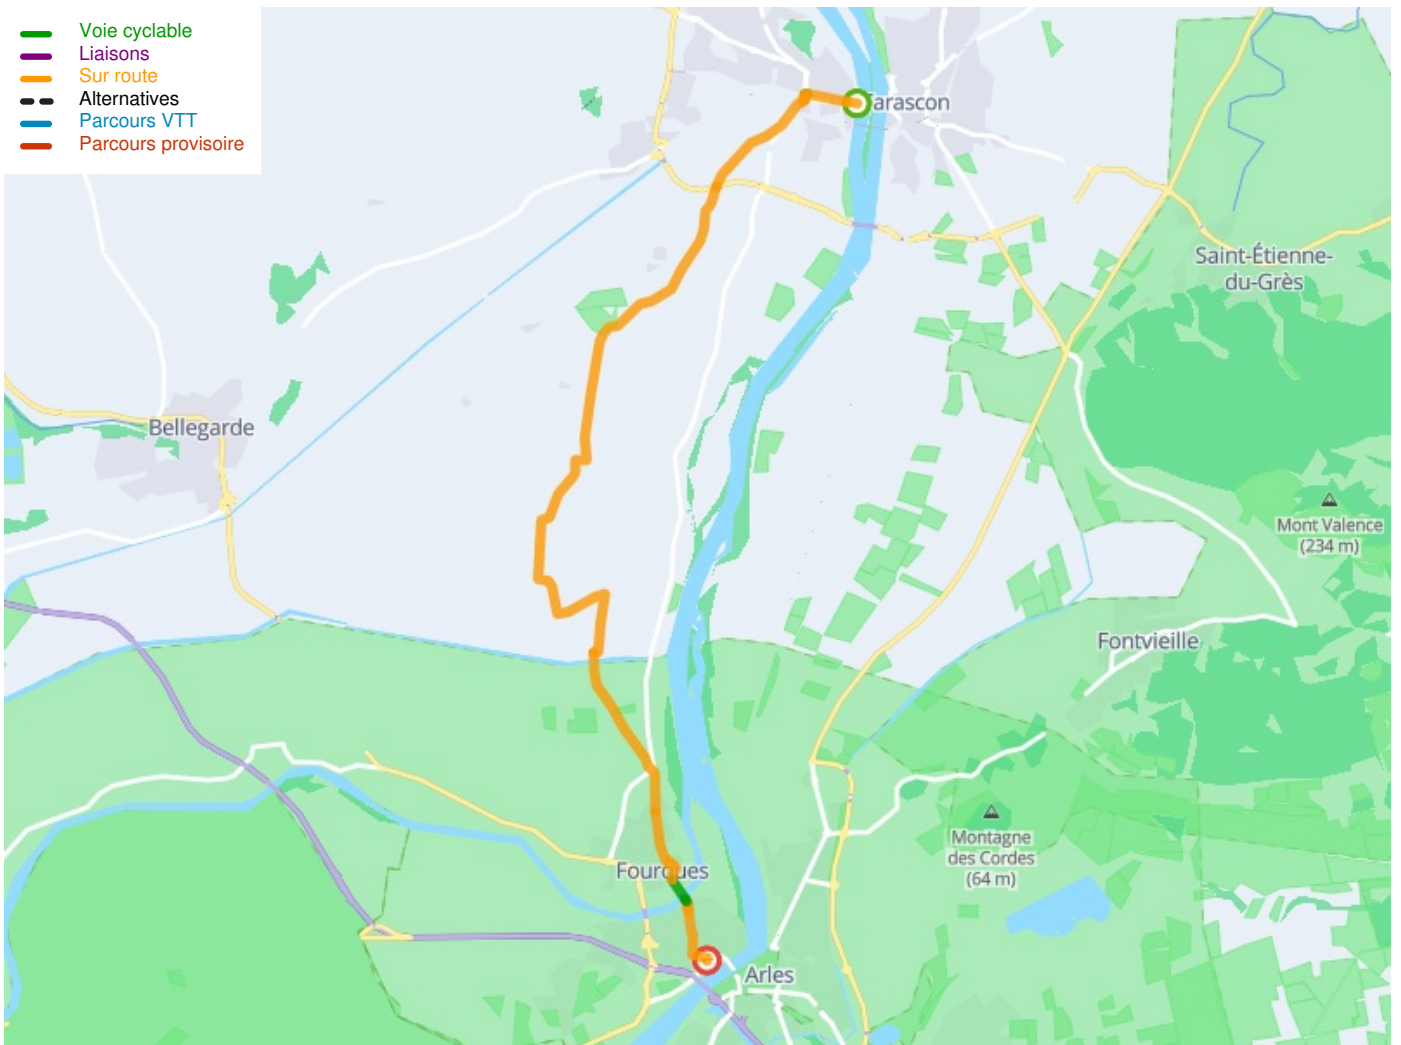 Voie cyclable
Liaisons
Sur route
Alternatives
Parcours VTT
Parcours provisoire
Tarascon
Saint-Étienne-
du-Grès
Bellegarde
Mont Valence
(234 m)
Fontvieille
Montagne
des Cordes
(64 m)
Fourques
Arles